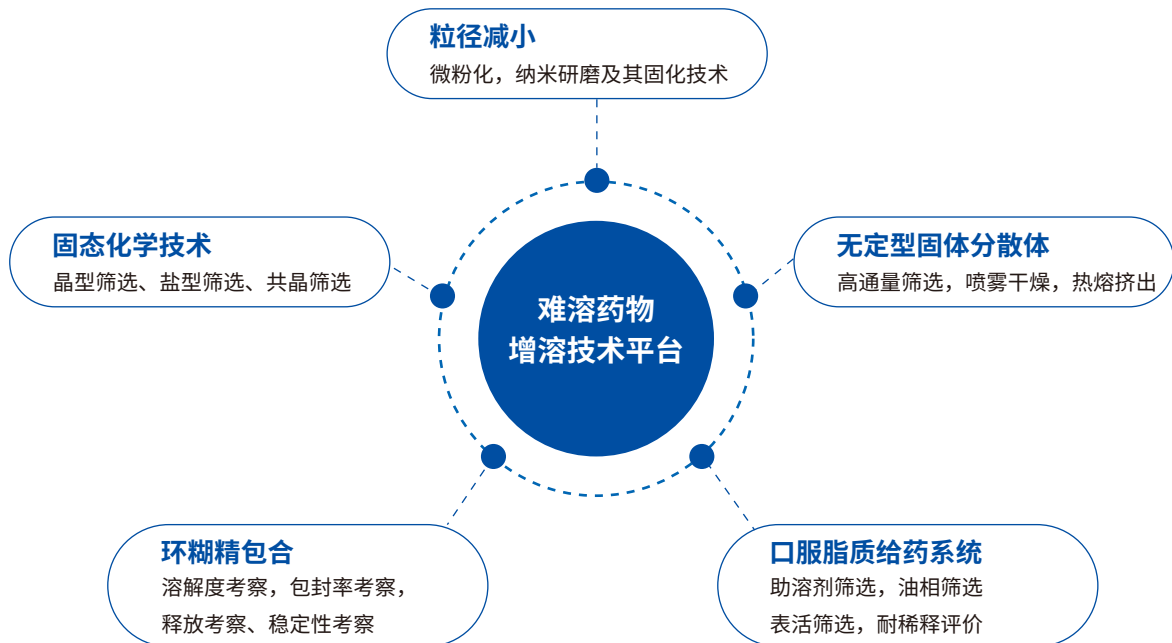 粒径减小
微粉化，纳米研磨及其固化技术
固态化学技术
晶型筛选、盐型筛选、共晶筛选
无定型固体分散体
高通量筛选，喷雾干燥，热熔挤出
难溶药物
增溶技术平台
环糊精包合
溶解度考察，包封率考察，
释放考察、稳定性考察
口服脂质给药系统
助溶剂筛选，油相筛选
表活筛选，耐稀释评价